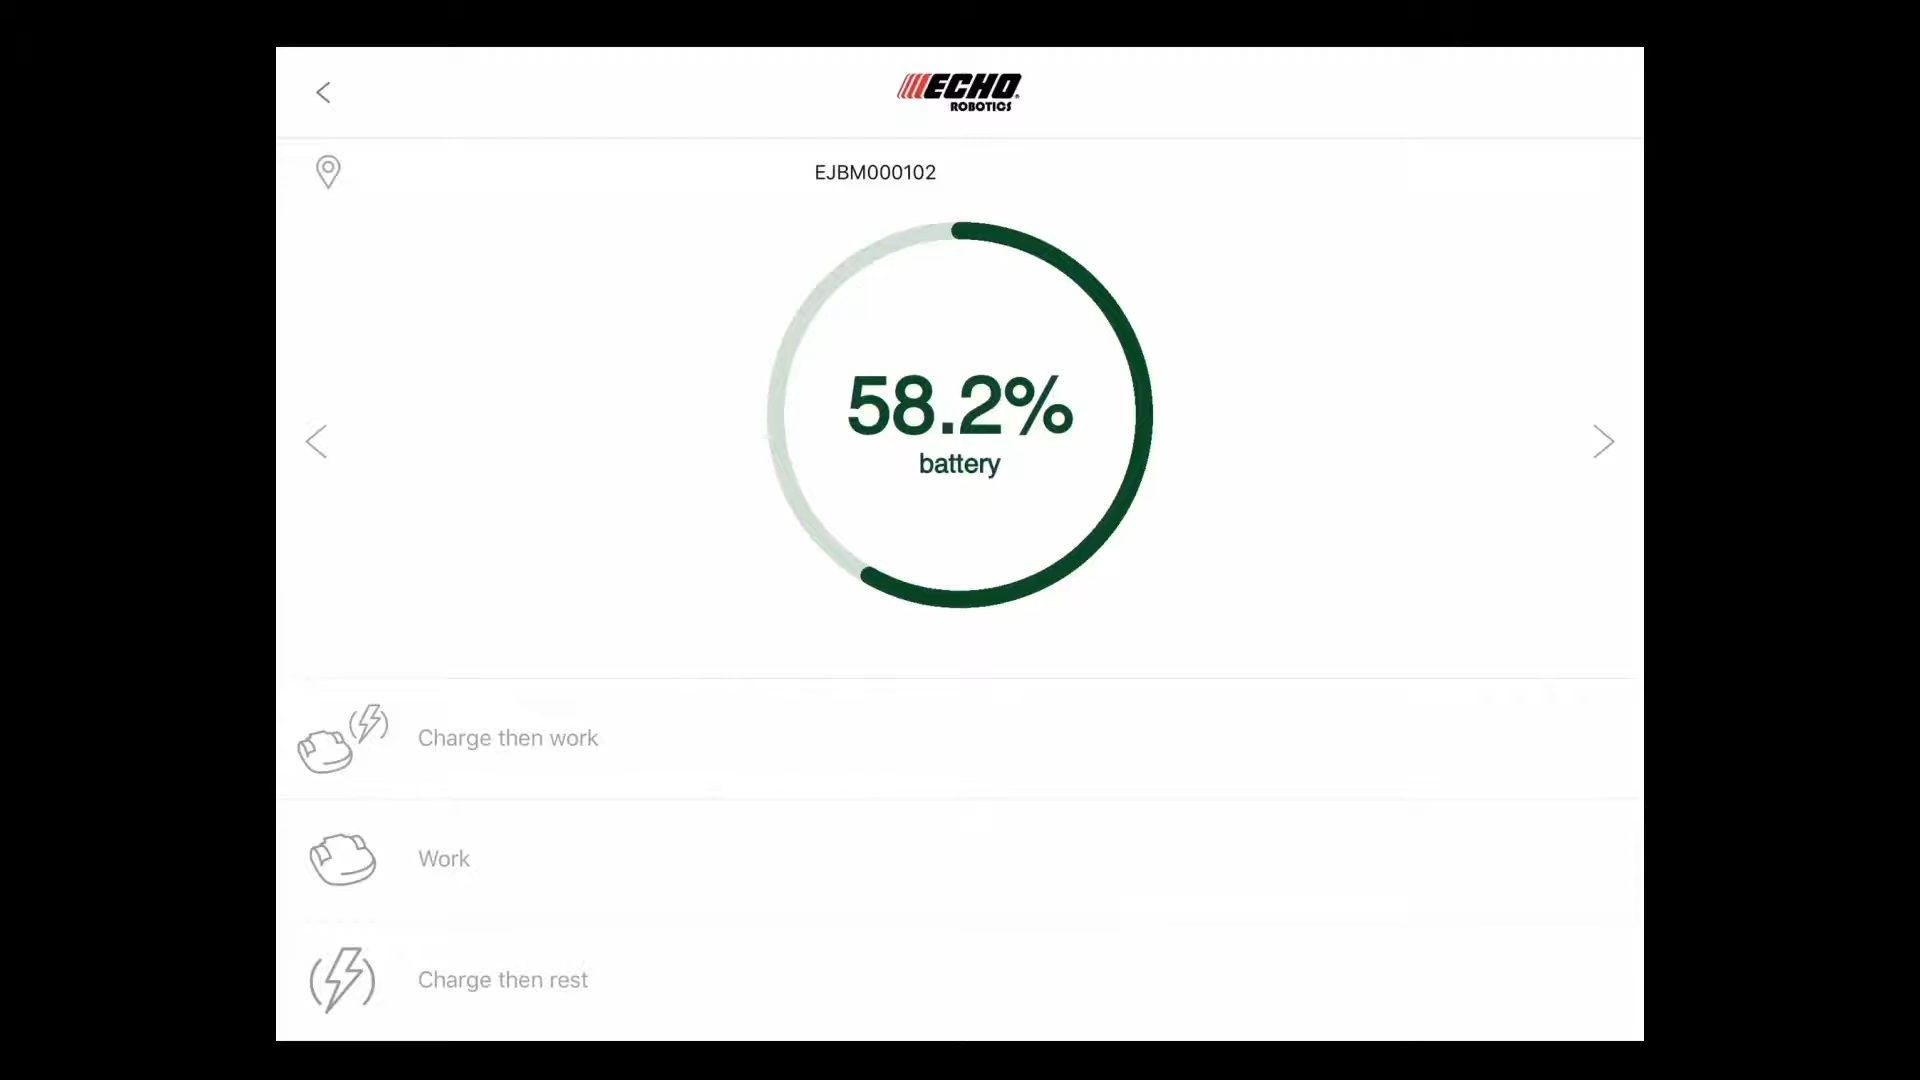 ECHO
ROBOTICS
EJBM000102
58.2%
battery
Charge then work
Work
Charge then rest